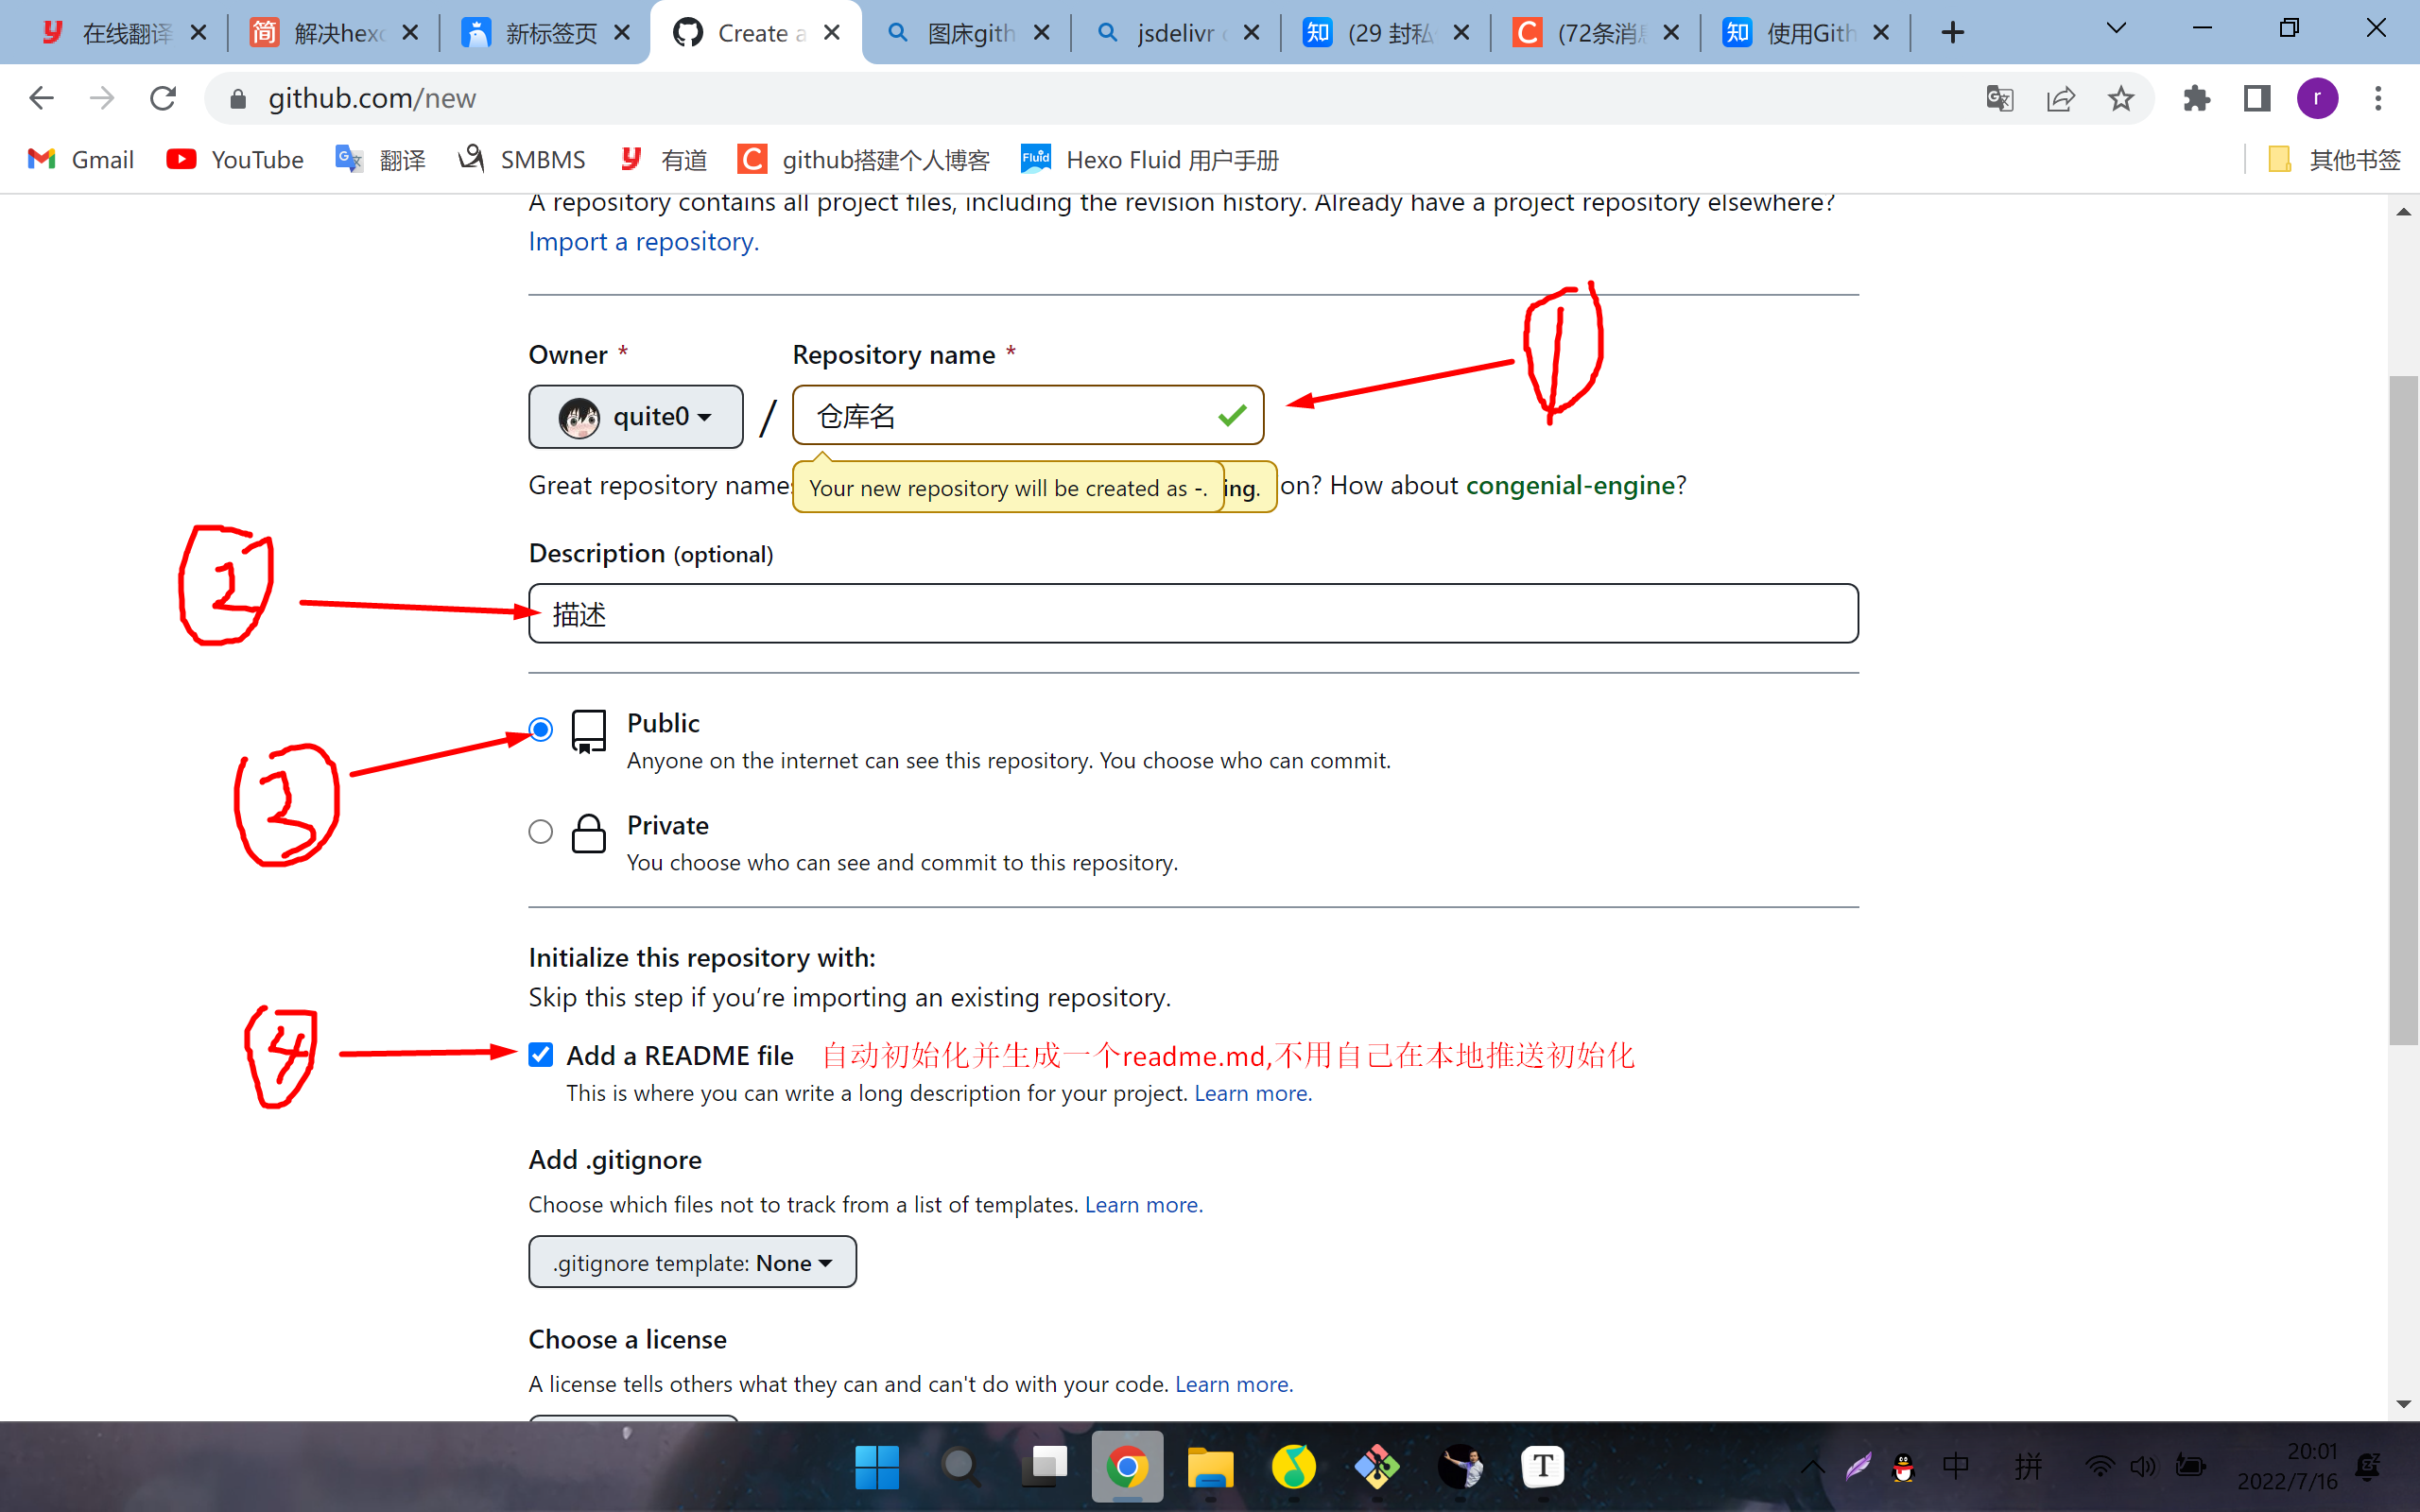 在线翻译
解决hexo
新标签页
Create a
图床gith
jsdelivr
(29 封私
(72条消息
使用Gith
github.com/new
r
Gmail
YouTube
翻译
SMBMS
有道
github搭建个人博客
Hexo Fluid 用户手册
其他书签
A repository contains all project files, including the revision history. Already have a project repository elsewhere?
Import a repository.
1
Owner *
Repository name *
quite0
/
仓库名
Great repository names
Your new repository will be created as -.
ing.
on? How about congenial-engine?
2
Description (optional)
描述
3
Public
Anyone on the internet can see this repository. You choose who can commit.
Private
You choose who can see and commit to this repository.
Initialize this repository with:
Skip this step if you’re importing an existing repository.
4
Add a README file
自动初始化并生成一个readme.md,不用自己在本地推送初始化
This is where you can write a long description for your project. Learn more.
Add .gitignore
Choose which files not to track from a list of templates. Learn more.
.gitignore template: None
Choose a license
A license tells others what they can and can't do with your code. Learn more.
T
中
拼
20:01
2022/7/16